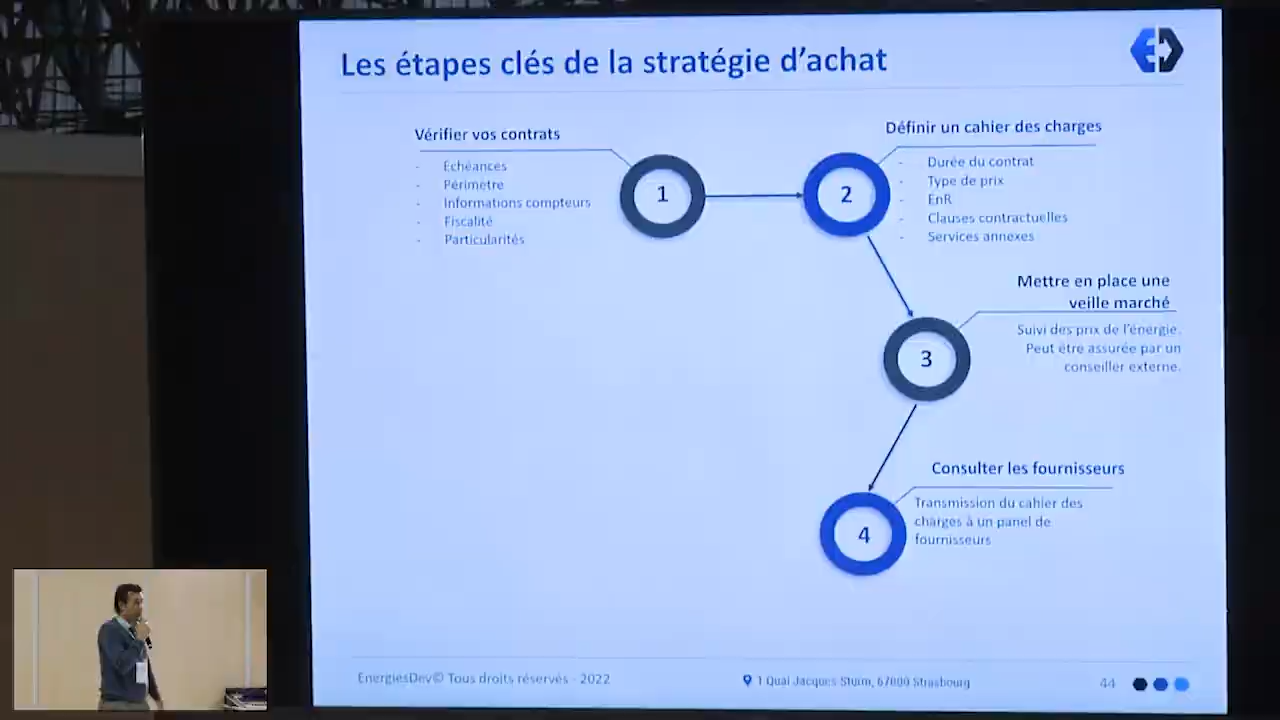 Les étapes clés de la stratégie d'achat
Vérifier vos contrats
- Echéances
- Périmètre
- Informations compteurs
- Fiscalité
- Particularités
1
2
Définir un cahier des charges
- Durée du contrat
- Type de prix
- EnR
- Clauses contractuelles
- Services annexes
3
Mettre en place une
veille marché
Suivi des prix de l'énergie.
Peut être assurée par un
conseiller externe.
4
Consulter les fournisseurs
Transmission du cahier des
charges à un panel de
fournisseurs
EnergiesDev© Tous droits réservés - 2022
1 Quai Jacques Sturm, 67000 Strasbourg
44